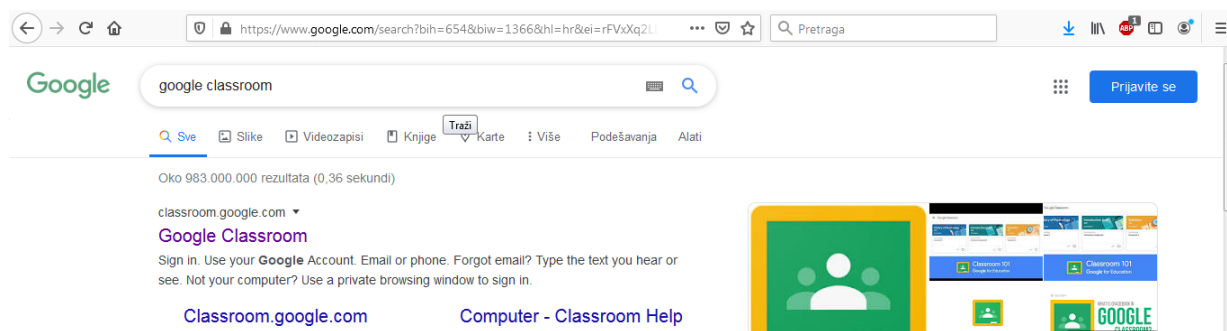 https://www.google.com/search?bih=654&biw=1366&hl=hr&ei=rFVxXq2L
Pretraga
ABP 1
Google
google classroom
Prijavite se
Traži
Sve Slike Videozapisi Knjige Karte Više Podešavanja Alati
Oko 983.000.000 rezultata (0,36 sekundi)
classroom.google.com
Google Classroom
Sign in. Use your Google Account. Email or phone. Forgot email? Type the text you hear or
see. Not your computer? Use a private browsing window to sign in.
Classroom.google.com Computer - Classroom Help
Classroom 101
Google for Education
Classroom 101
Google for Education
GOOGLE